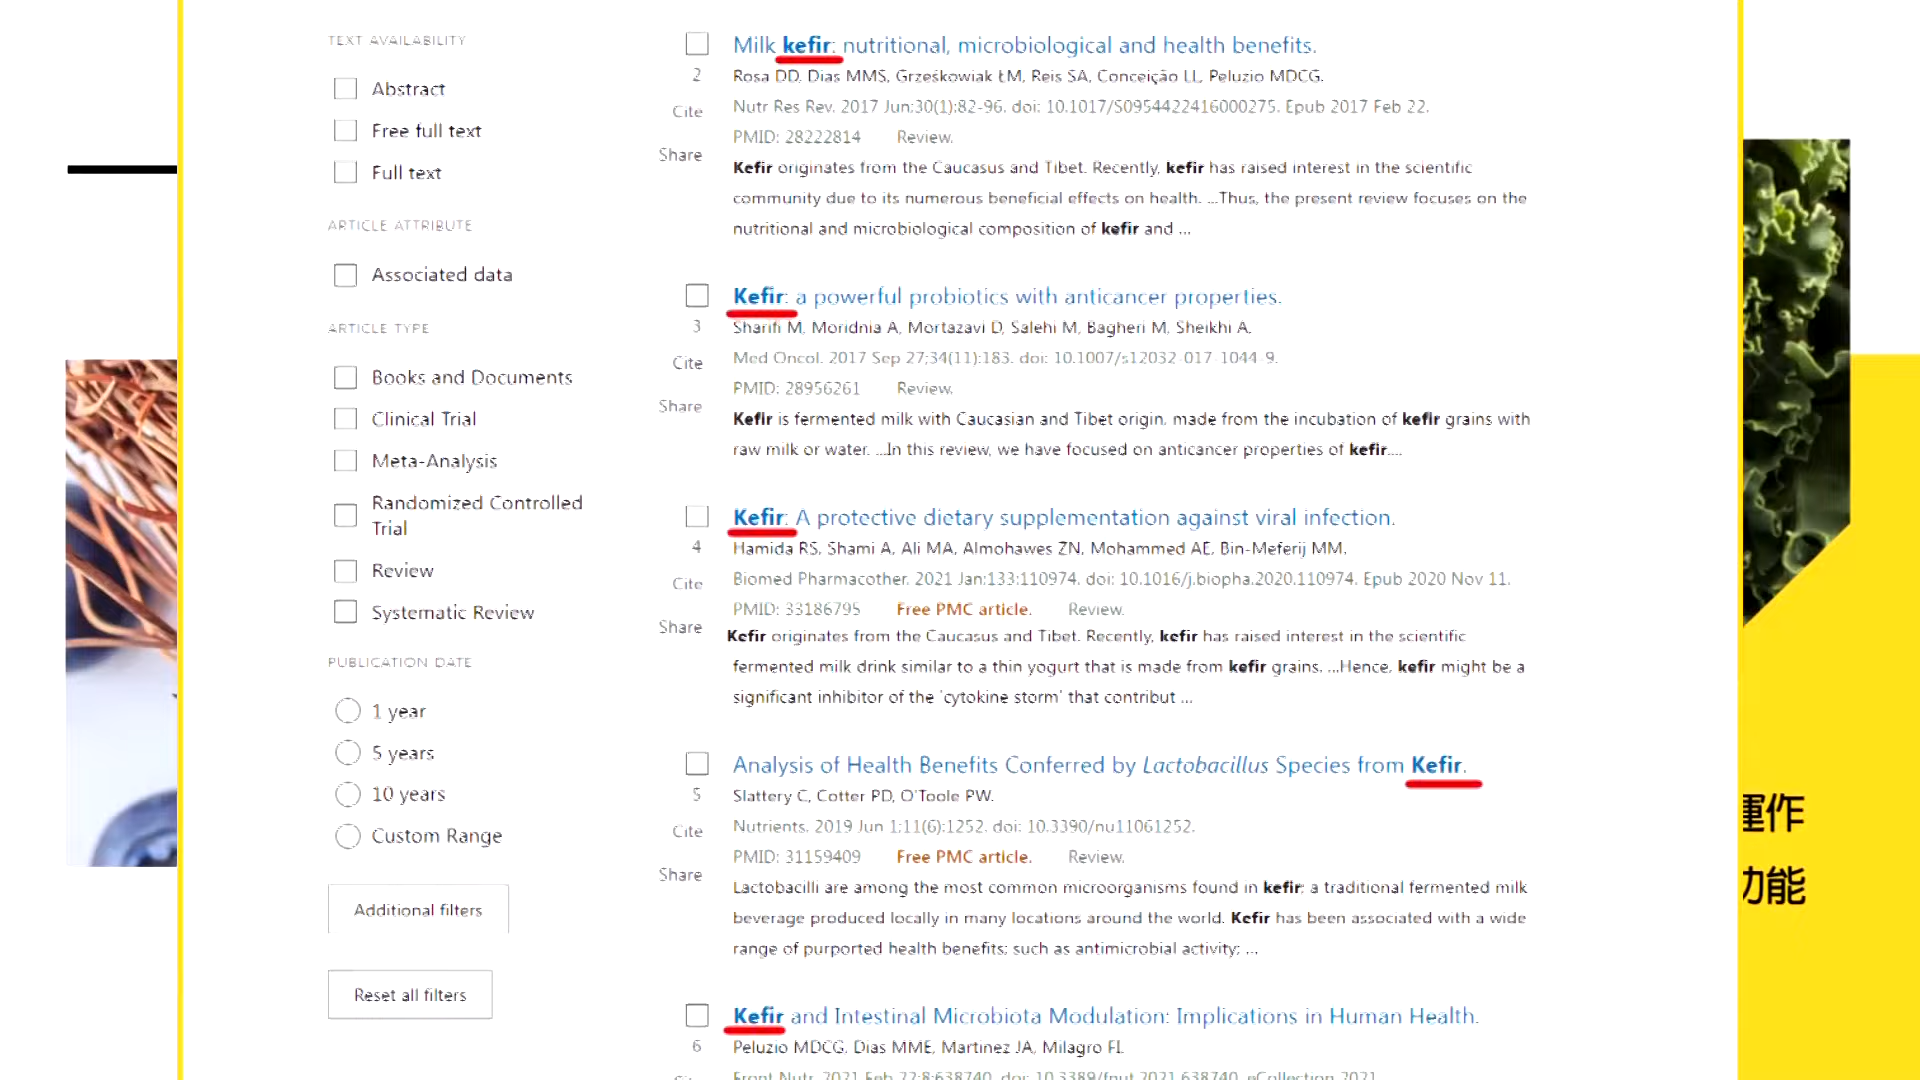 TEXT AVAILABILITY
Abstract
Free full text
Full text
ARTICLE ATTRIBUTE
Associated data
ARTICLE TYPE
Books and Documents
Clinical Trial
Meta-Analysis
Randomized Controlled
Trial
Review
Systematic Review
PUBLICATION DATE
1 year
5 years
10 years
Custom Range
Additional filters
Reset all filters
Milk kefir: nutritional, microbiological and health benefits.
2
Rosa DD, Dias MMS, Grześkowiak ŁM, Reis SA, Conceição LL, Peluzio MDCG.
Cite
Nutr Res Rev. 2017 Jun;30(1):82-96. doi: 10.1017/S0954422416000275. Epub 2017 Feb 22.
PMID: 28222814 Review.
Share
Kefir originates from the Caucasus and Tibet. Recently, kefir has raised interest in the scientific
community due to its numerous beneficial effects on health. ...Thus, the present review focuses on the
nutritional and microbiological composition of kefir and ...
Kefir: a powerful probiotics with anticancer properties.
3
Sharifi M, Moridnia A, Mortazavi D, Salehi M, Bagheri M, Sheikhi A.
Cite
Med Oncol. 2017 Sep 27;34(11):183. doi: 10.1007/s12032-017-1044-9.
PMID: 28956261 Review.
Share
Kefir is fermented milk with Caucasian and Tibet origin, made from the incubation of kefir grains with
raw milk or water. ...In this review, we have focused on anticancer properties of kefir....
Kefir: A protective dietary supplementation against viral infection.
4
Hamida RS, Shami A, Ali MA, Almohawes ZN, Mohammed AE, Bin-Meferij MM.
Cite
Biomed Pharmacother. 2021 Jan;133:110974. doi: 10.1016/j.biopha.2020.110974. Epub 2020 Nov 11.
PMID: 33186795 Free PMC article. Review.
Share
Kefir originates from the Caucasus and Tibet. Recently, kefir has raised interest in the scientific
fermented milk drink similar to a thin yogurt that is made from kefir grains. ...Hence, kefir might be a
significant inhibitor of the 'cytokine storm' that contribut ...
Analysis of Health Benefits Conferred by Lactobacillus Species from Kefir.
5
Slattery C, Cotter PD, O'Toole PW.
Cite
Nutrients. 2019 Jun 1;11(6):1252. doi: 10.3390/nu11061252.
PMID: 31159409 Free PMC article. Review.
Share
Lactobacilli are among the most common microorganisms found in kefir; a traditional fermented milk
beverage produced locally in many locations around the world. Kefir has been associated with a wide
range of purported health benefits; such as antimicrobial activity; ...
Kefir and Intestinal Microbiota Modulation: Implications in Human Health.
6
Peluzio MDCG, Dias MME, Martinez JA, Milagro FI.
Front Nutr. 2021 Feb 22;8:638740. doi: 10.3389/fnut.2021.638740. eCollection 2021.
運作
功能